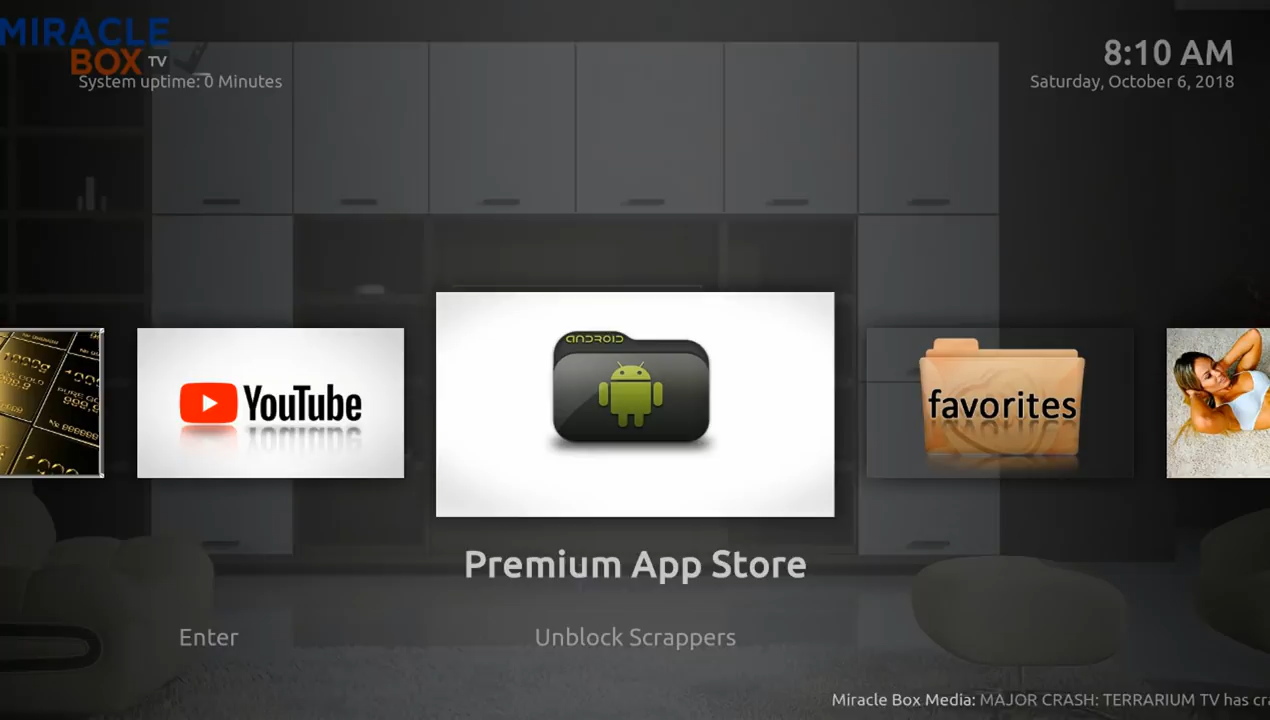 MIRACLE
BOX TV
System uptime: 0 Minutes
8:10 AM
Saturday, October 6, 2018
YouTube
ANDROID
favorites
Premium App Store
Enter
Unblock Scrappers
Miracle Box Media: MAJOR CRASH: TERRARIUM TV has cra